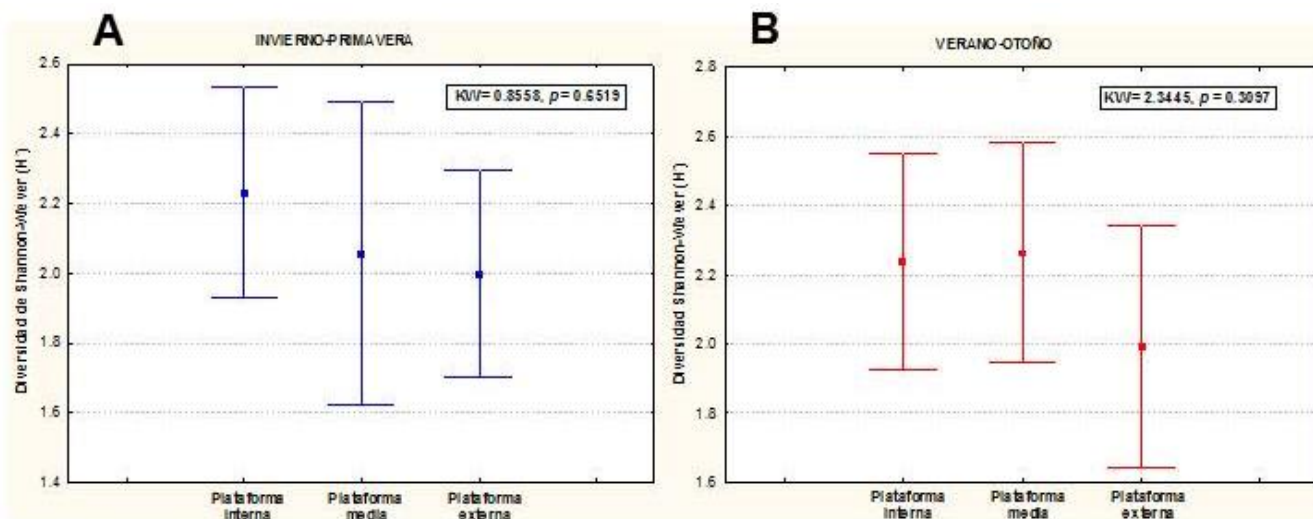 A
INVIERNO-PRIMAVERA
KW= 0.8558, p = 0.6519
Diversidad de Shannon-Wiever (H´)
2.6
2.4
2.2
2.0
1.8
1.6
1.4
Plataforma
interna
Plataforma
media
Plataforma
externa
B
VERANO-OTOÑO
KW= 2.3445, p = 0.3097
Diversidad Shannon-Wiever (H´)
2.8
2.6
2.4
2.2
2.0
1.8
1.6
Plataforma
interna
Plataforma
media
Plataforma
externa